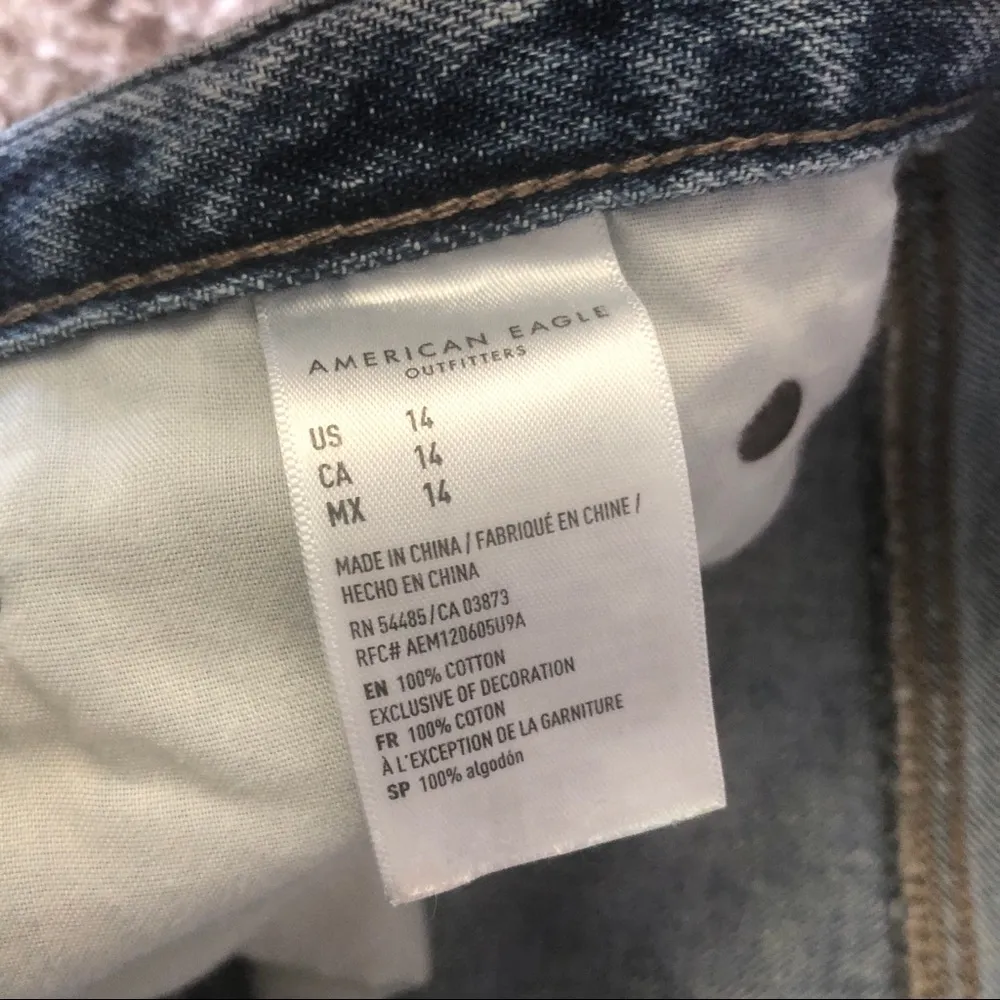 AMERICAN EAGLE
OUTFITTERS
US 14
CA 14
MX 14
MADE IN CHINA / FABRIQUÉ EN CHINE /
HECHO EN CHINA
RN 54485/CA 03873
RFC# AEM120605U9A
EN 100% COTTON
EXCLUSIVE OF DECORATION
FR 100% COTON
À L'EXCEPTION DE LA GARNITURE
SP 100% algodón